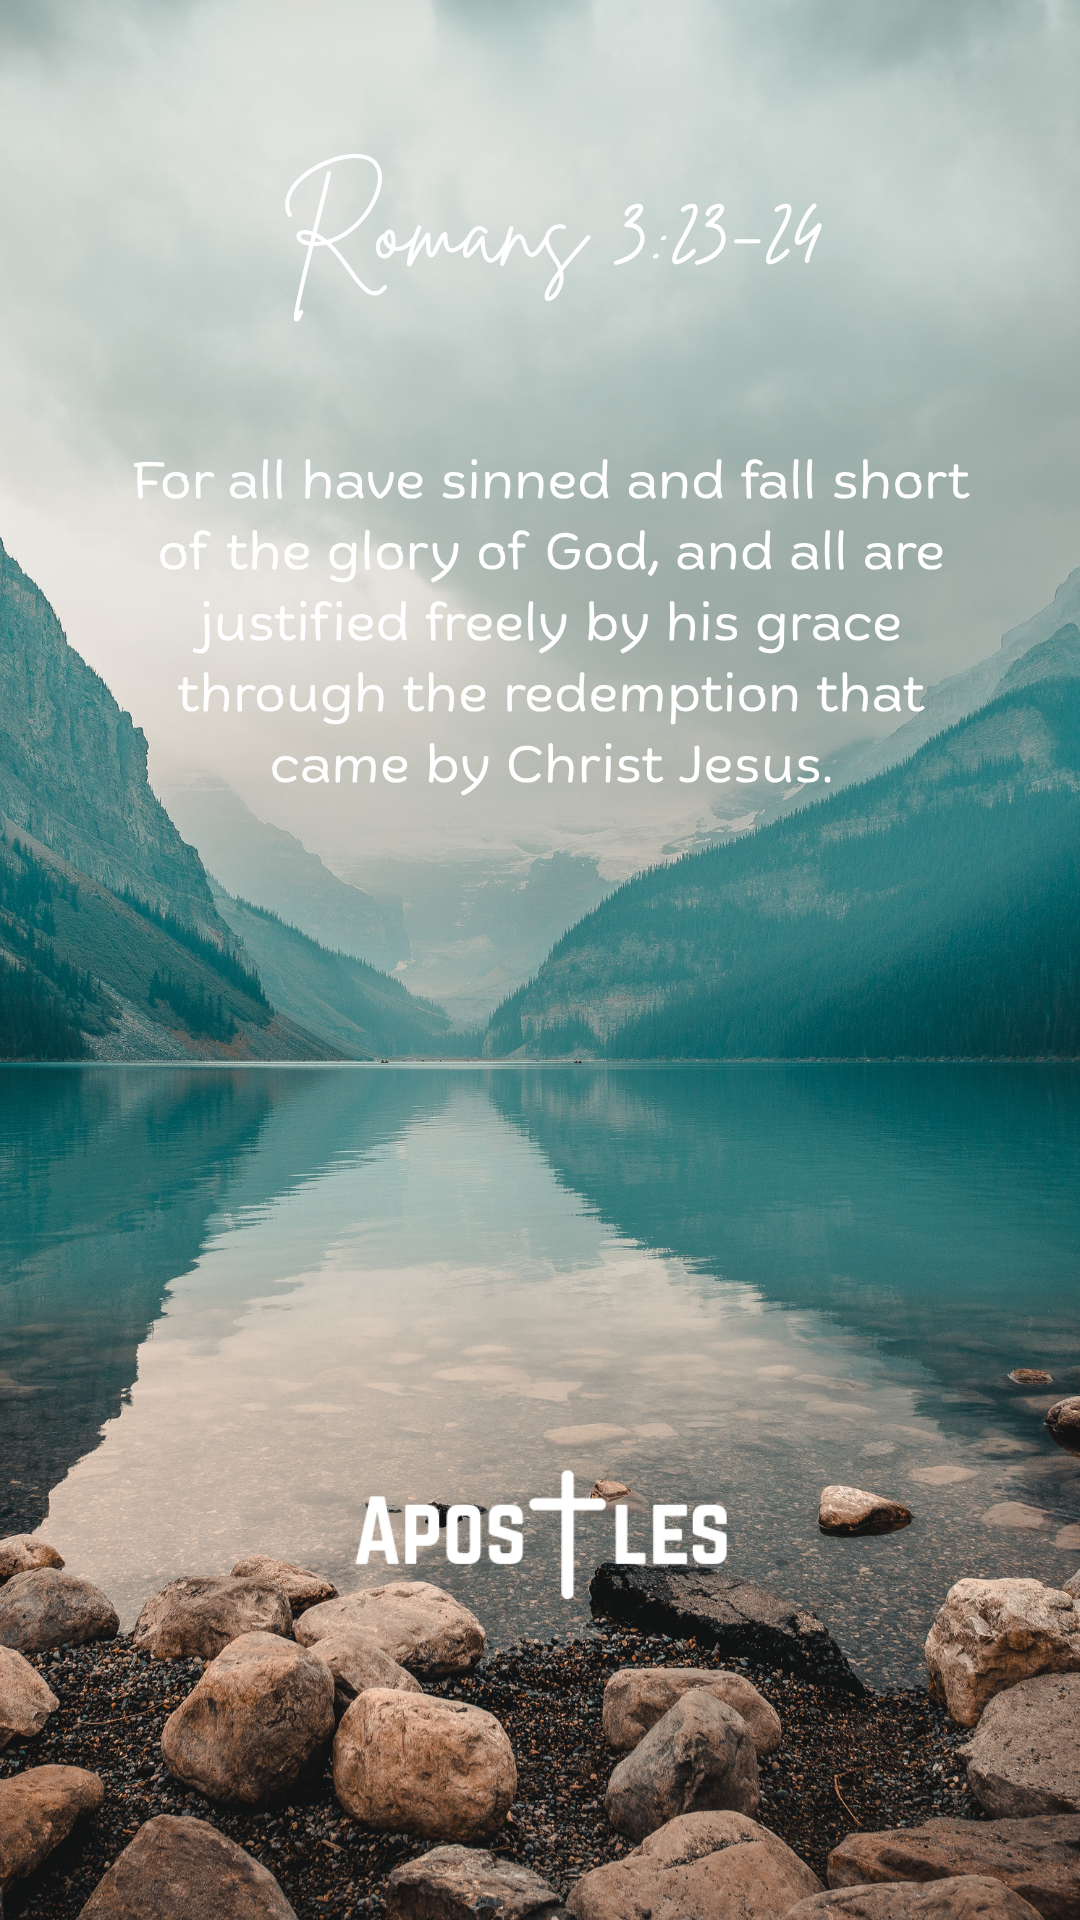 Romans 3:23-24
For all have sinned and fall short
of the glory of God, and all are
justified freely by his grace
through the redemption that
came by Christ Jesus.
APOSTLES